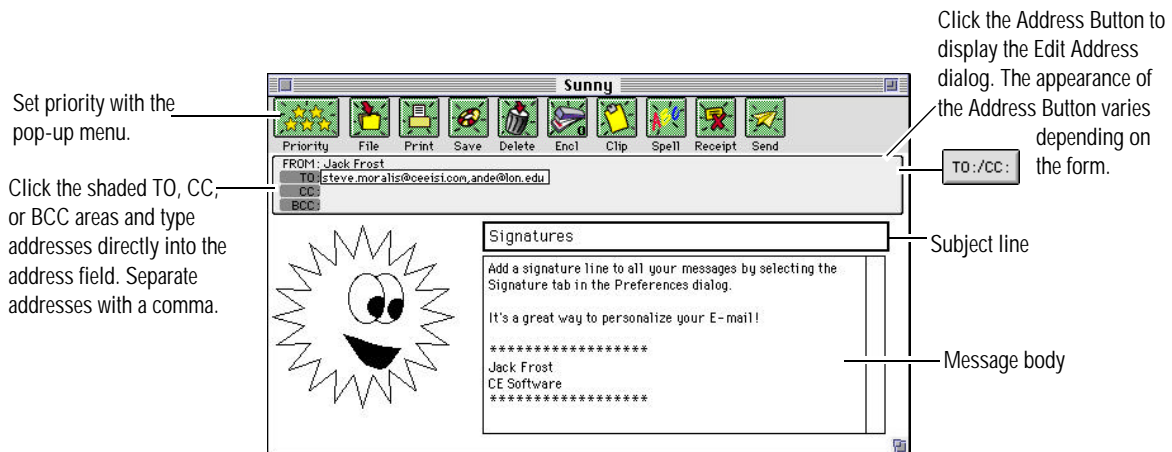 Click the Address Button to
display the Edit Address
dialog. The appearance of
the Address Button varies
depending on
the form.
Set priority with the
pop-up menu.
Click the shaded TO, CC,
or BCC areas and type
addresses directly into the
address field. Separate
addresses with a comma.
Sunny
Priority File Print Save Delete Encl Clip Spell Receipt Send
0
ABC
FROM: Jack Frost
TO: steve.moralis@ceeisi.com,ande@lon.edu
CC:
BCC:
TO:/CC:
Signatures
Subject line
Add a signature line to all your messages by selecting the
Signature tab in the Preferences dialog.
It's a great way to personalize your E-mail!
******************
Jack Frost
CE Software
******************
Message body